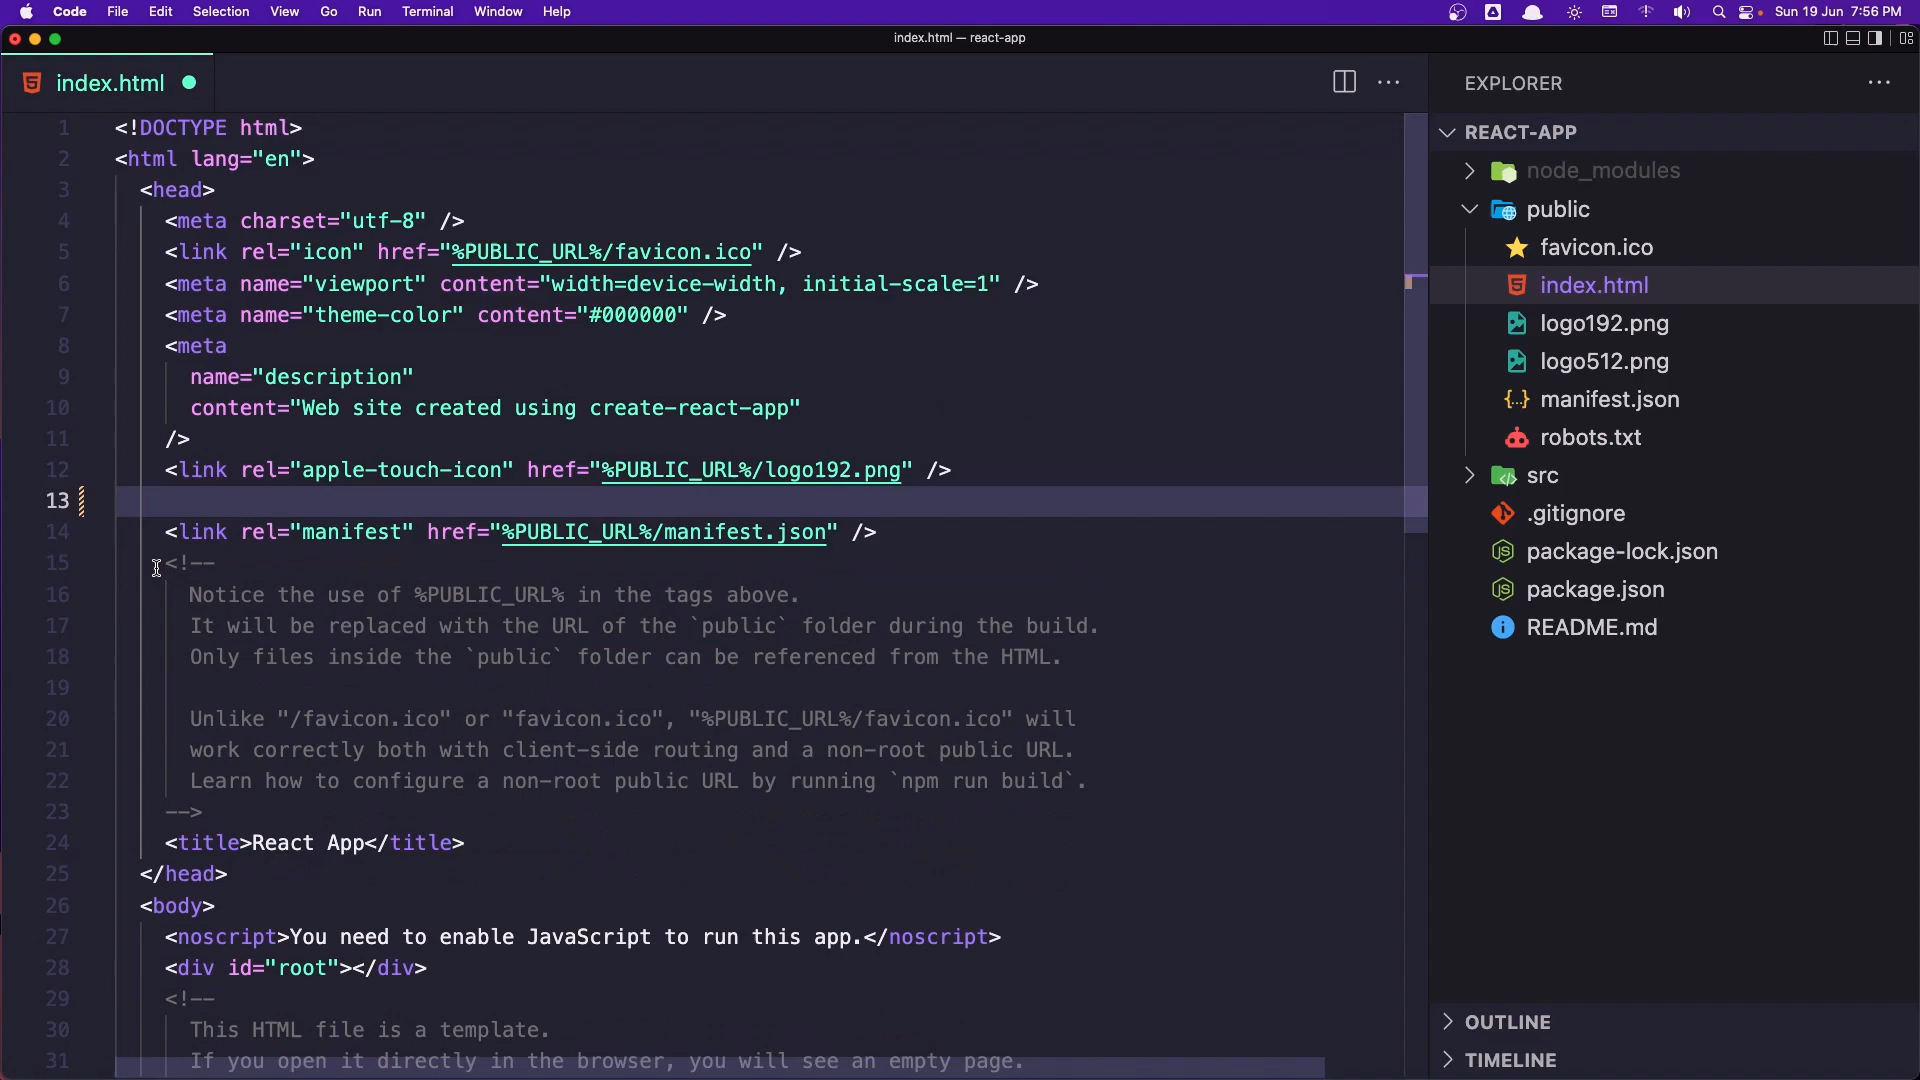 Code File Edit Selection View Go Run Terminal Window Help Sun 19 Jun 7:56 PM
index.html — react-app
index.html
1 <!DOCTYPE html>
2 <html lang="en">
3 <head>
4 <meta charset="utf-8" />
5 <link rel="icon" href="%PUBLIC_URL%/favicon.ico" />
6 <meta name="viewport" content="width=device-width, initial-scale=1" />
7 <meta name="theme-color" content="#000000" />
8 <meta
9 name="description"
10 content="Web site created using create-react-app"
11 />
12 <link rel="apple-touch-icon" href="%PUBLIC_URL%/logo192.png" />
13
14 <link rel="manifest" href="%PUBLIC_URL%/manifest.json" />
15 <!--
16 Notice the use of %PUBLIC_URL% in the tags above.
17 It will be replaced with the URL of the `public` folder during the build.
18 Only files inside the `public` folder can be referenced from the HTML.
19
20 Unlike "/favicon.ico" or "favicon.ico", "%PUBLIC_URL%/favicon.ico" will
21 work correctly both with client-side routing and a non-root public URL.
22 Learn how to configure a non-root public URL by running `npm run build`.
23 -->
24 <title>React App</title>
25 </head>
26 <body>
27 <noscript>You need to enable JavaScript to run this app.</noscript>
28 <div id="root"></div>
29 <!--
30 This HTML file is a template.
31 If you open it directly in the browser, you will see an empty page.
EXPLORER
REACT-APP
node_modules
public
favicon.ico
index.html
logo192.png
logo512.png
manifest.json
robots.txt
src
.gitignore
package-lock.json
package.json
README.md
OUTLINE
TIMELINE